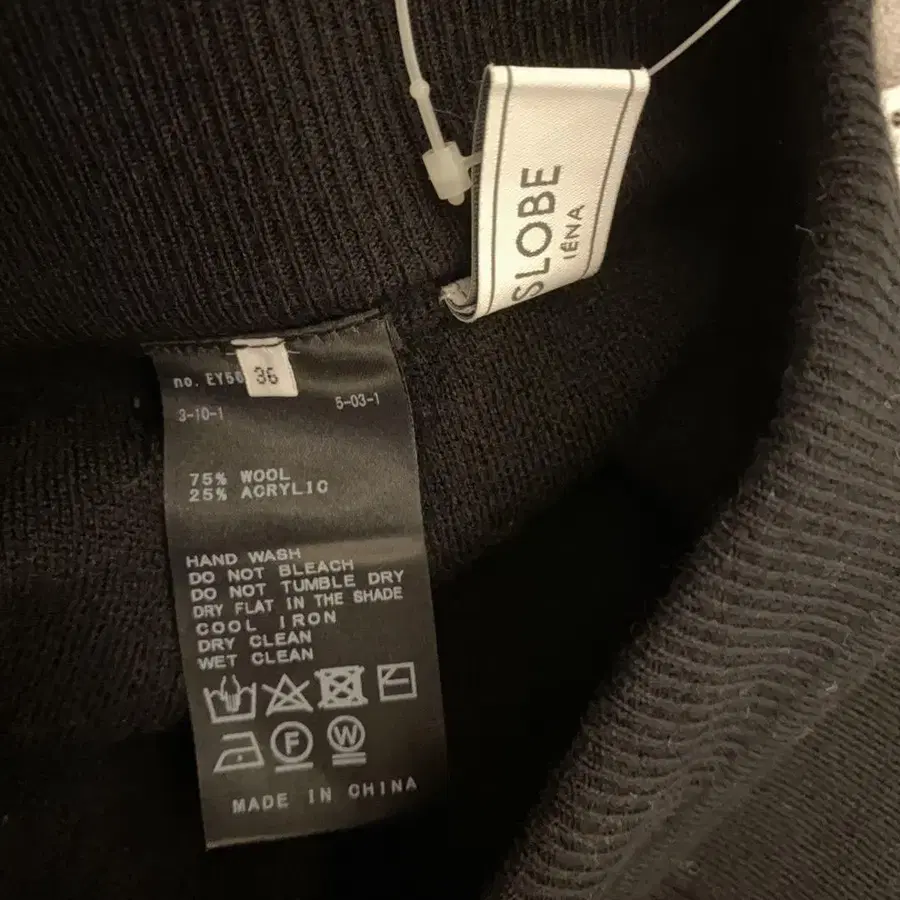 SLOBE
IÉNA
no. EY56
36
3-10-1 5-03-1
75% WOOL
25% ACRYLIC
HAND WASH
DO NOT BLEACH
DO NOT TUMBLE DRY
DRY FLAT IN THE SHADE
COOL IRON
DRY CLEAN
WET CLEAN
F W
MADE IN CHINA